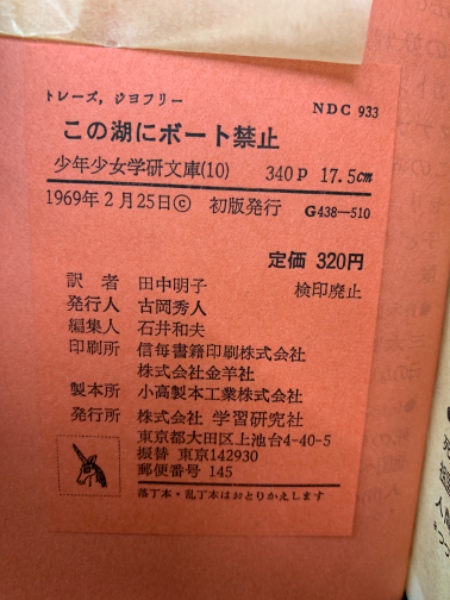 トレーズ, ジヨフリー
NDC 933
この湖にボート禁止
少年少女学研文庫(10) 340P 17.5cm
1969年2月25日© 初版発行 G438—510
定価 320円
訳者 田中明子 検印廃止
発行人 古岡秀人
編集人 石井和夫
印刷所 信毎書籍印刷株式会社
株式会社金羊社
製本所 小高製本工業株式会社
発行所 株式会社 学習研究社
東京都大田区上池台4-40-5
振替 東京142930
郵便番号 145
落丁本・乱丁本はおとりかえします